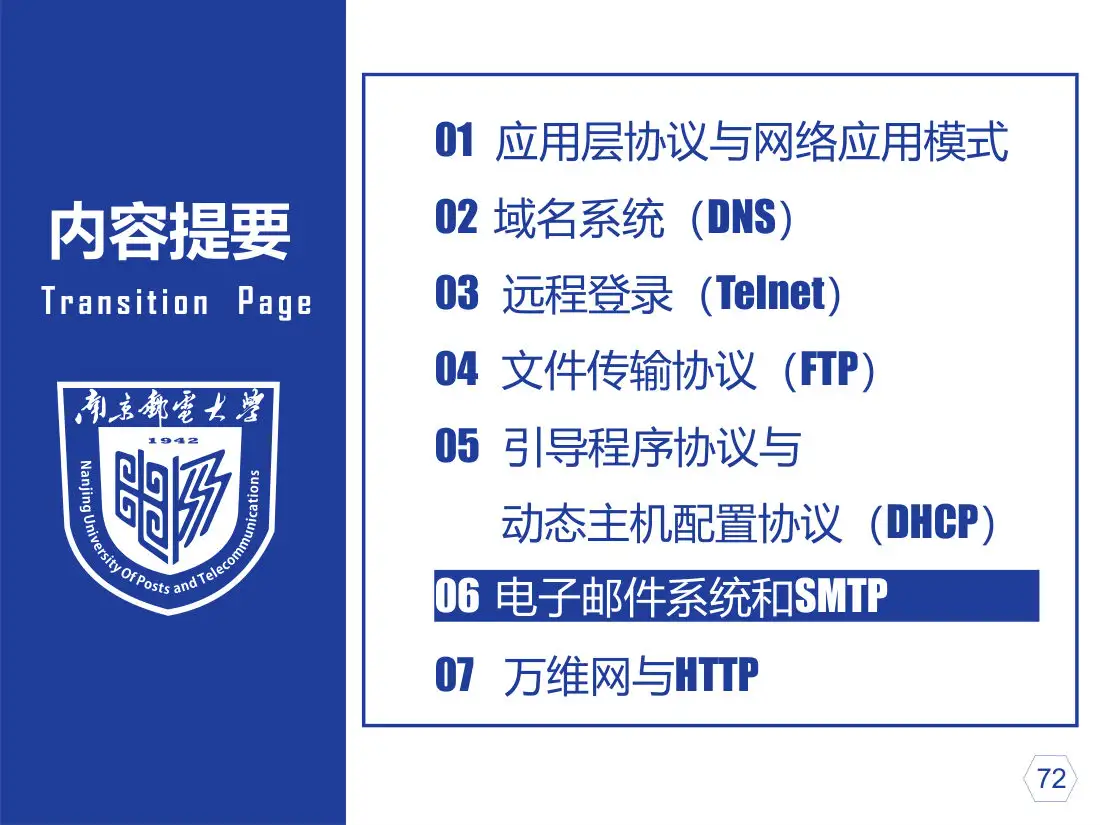 内容提要
Transition Page
南京郵電大學
1942
Nanjing University Of Posts and Telecommunications
01 应用层协议与网络应用模式
02 域名系统（DNS）
03 远程登录（Telnet）
04 文件传输协议（FTP）
05 引导程序协议与
动态主机配置协议（DHCP）
06 电子邮件系统和SMTP
07 万维网与HTTP
72